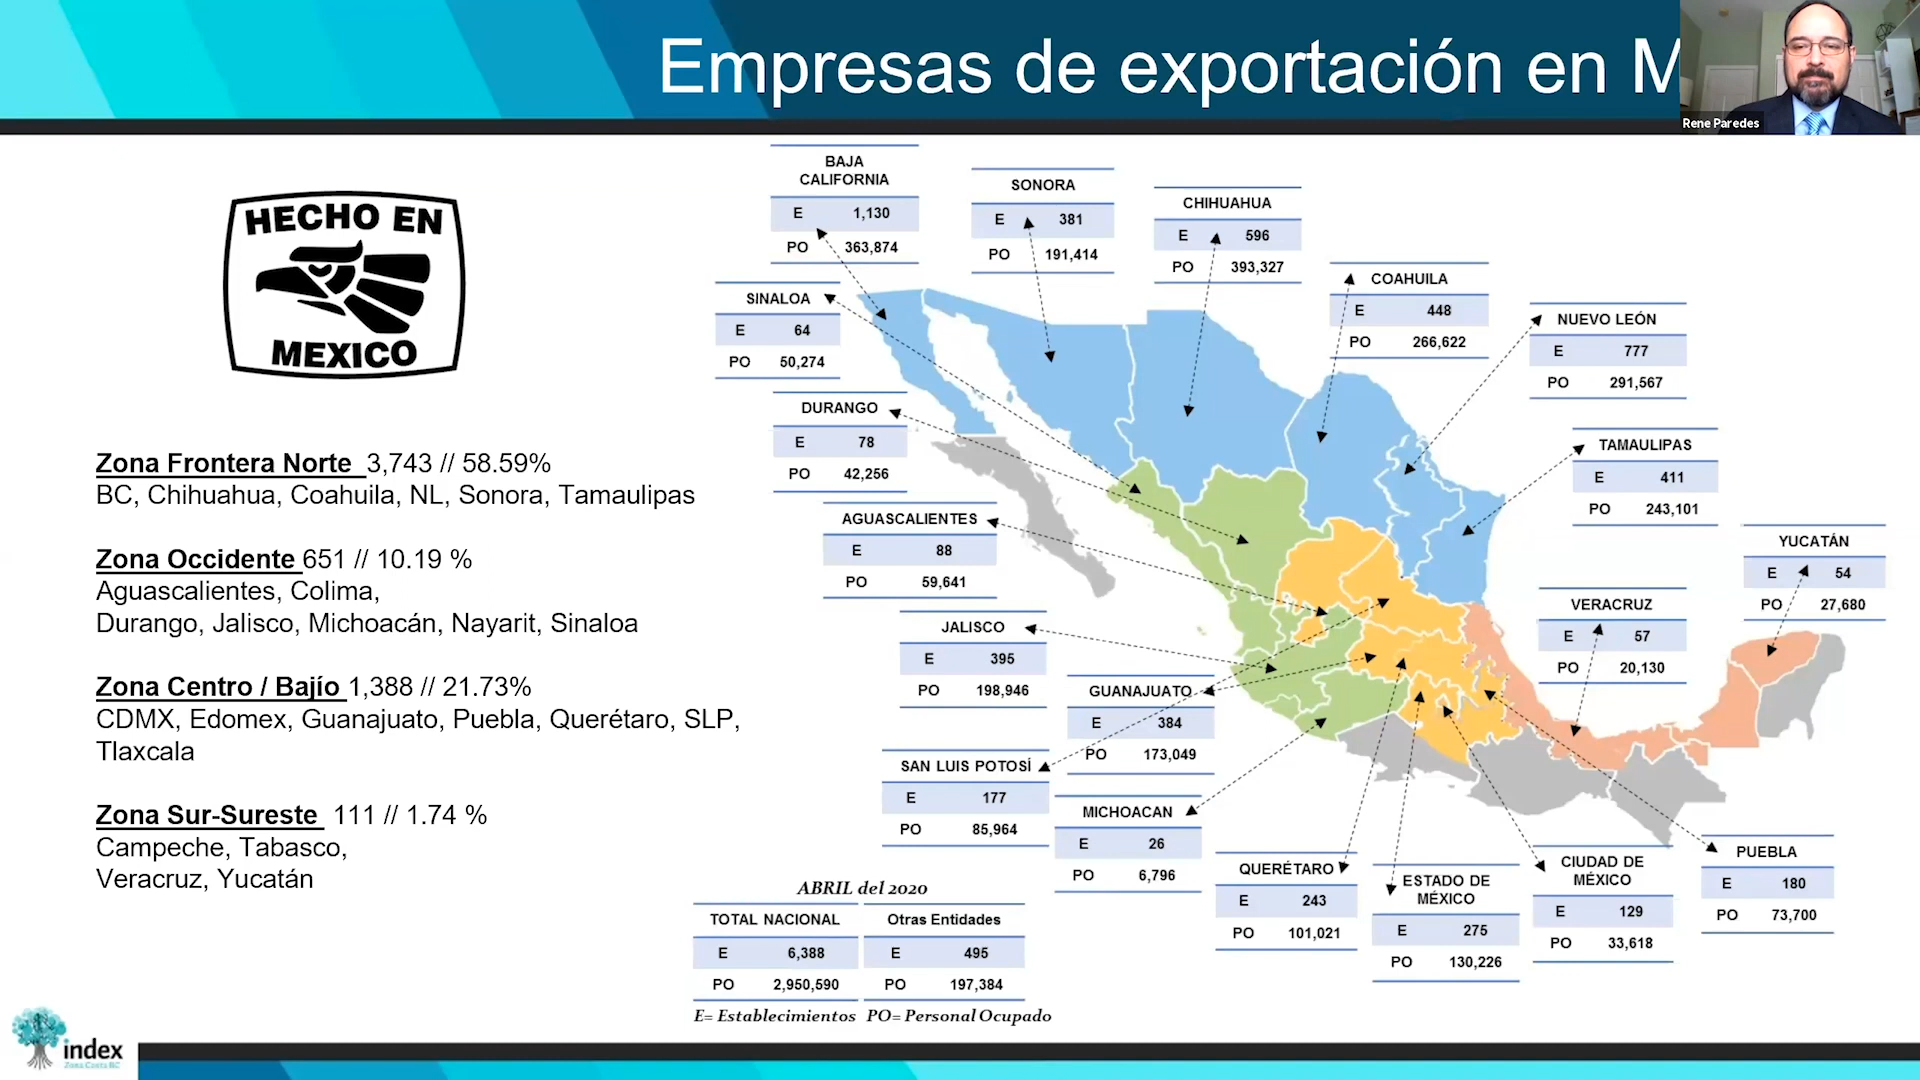 Empresas de exportación en M
Rene Paredes
HECHO EN
MEXICO
Zona Frontera Norte 3,743 // 58.59%
BC, Chihuahua, Coahuila, NL, Sonora, Tamaulipas
Zona Occidente 651 // 10.19 %
Aguascalientes, Colima,
Durango, Jalisco, Michoacán, Nayarit, Sinaloa
Zona Centro / Bajío 1,388 // 21.73%
CDMX, Edomex, Guanajuato, Puebla, Querétaro, SLP,
Tlaxcala
Zona Sur-Sureste 111 // 1.74 %
Campeche, Tabasco,
Veracruz, Yucatán
BAJA
CALIFORNIA
E 1,130
PO 363,874
SONORA
E 381
PO 191,414
CHIHUAHUA
E 596
PO 393,327
COAHUILA
E 448
PO 266,622
NUEVO LEÓN
E 777
PO 291,567
TAMAULIPAS
E 411
PO 243,101
YUCATÁN
E 54
PO 27,680
VERACRUZ
E 57
PO 20,130
SINALOA
E 64
PO 50,274
DURANGO
E 78
PO 42,256
AGUASCALIENTES
E 88
PO 59,641
JALISCO
E 395
PO 198,946
GUANAJUATO
E 384
PO 173,049
SAN LUIS POTOSÍ
E 177
PO 85,964
MICHOACAN
E 26
PO 6,796
QUERÉTARO
E 243
PO 101,021
ESTADO DE
MÉXICO
E 275
PO 130,226
CIUDAD DE
MÉXICO
E 129
PO 33,618
PUEBLA
E 180
PO 73,700
ABRIL del 2020
TOTAL NACIONAL
E 6,388
PO 2,950,590
Otras Entidades
E 495
PO 197,384
E= Establecimientos PO= Personal Ocupado
index
Zona Costa BC